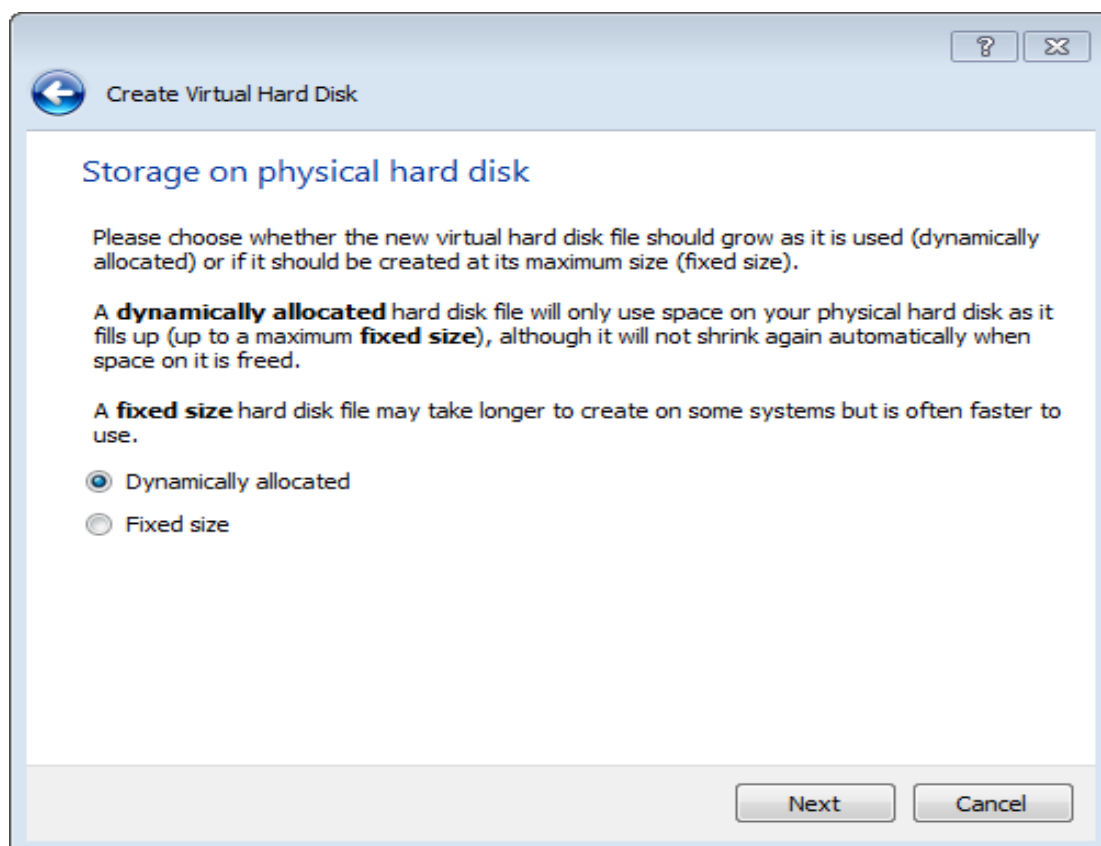 Create Virtual Hard Disk
Storage on physical hard disk
Please choose whether the new virtual hard disk file should grow as it is used (dynamically
allocated) or if it should be created at its maximum size (fixed size).
A dynamically allocated hard disk file will only use space on your physical hard disk as it
fills up (up to a maximum fixed size), although it will not shrink again automatically when
space on it is freed.
A fixed size hard disk file may take longer to create on some systems but is often faster to
use.
Dynamically allocated
Fixed size
Next Cancel